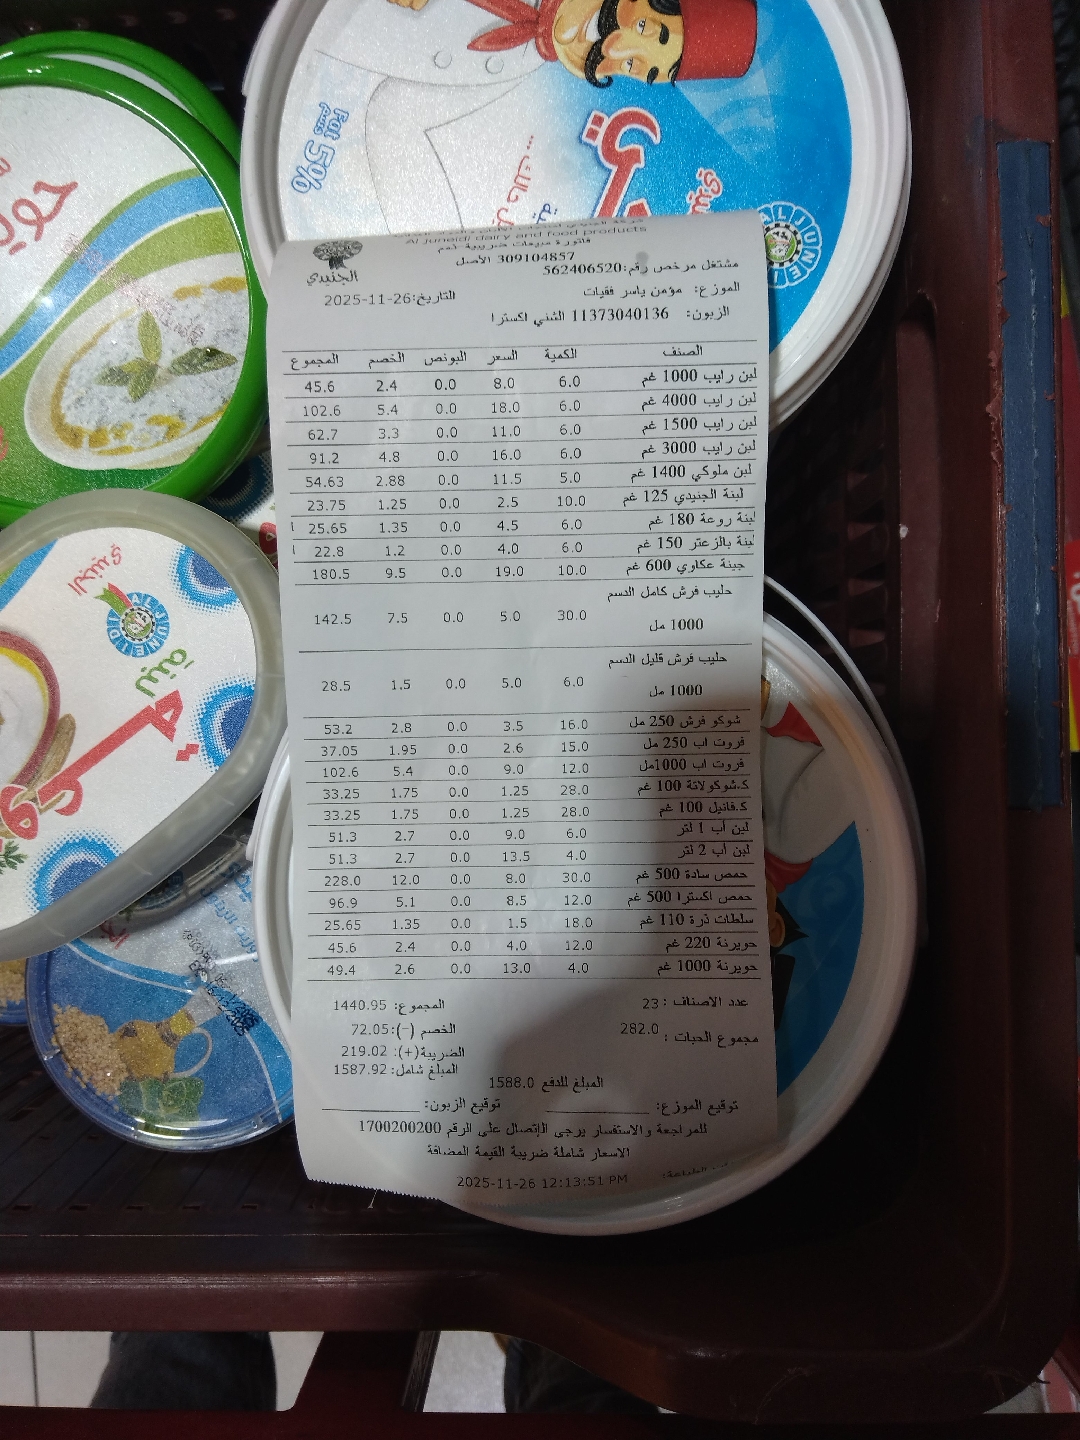 Fat 5%
دسم
حالك...
ALJUNEIDI
Al juneidi dairy and food products
فاتورة مبيعات ضريبية-لمم
309104857 الأصل
مشتغل مرخص رقم:562406520
الجنيدي
الموزع: مؤمن ياسر فقيات
التاريخ:2025-11-26
الزبون: 11373040136 الثني اكسترا
الصنف الكمية السعر البونص الخصم المجموع
لبن رايب 1000 غم 6.0 8.0 0.0 2.4 45.6
لبن رايب 4000 غم 6.0 18.0 0.0 5.4 102.6
لبن رايب 1500 غم 6.0 11.0 0.0 3.3 62.7
لبن رايب 3000 غم 6.0 16.0 0.0 4.8 91.2
لبن ملوكي 1400 غم 5.0 11.5 0.0 2.88 54.63
لبنة الجنيدي 125 غم 10.0 2.5 0.0 1.25 23.75
لبنة روعة 180 غم 6.0 4.5 0.0 1.35 25.65
لبنة بالزعتر 150 غم 6.0 4.0 0.0 1.2 22.8
جبنة عكاوي 600 غم 10.0 19.0 0.0 9.5 180.5
حليب فرش كامل الدسم
1000 مل 30.0 5.0 0.0 7.5 142.5
حليب فرش قليل الدسم
1000 مل 6.0 5.0 0.0 1.5 28.5
شوكو فرش 250 مل 16.0 3.5 0.0 2.8 53.2
فروت اب 250 مل 15.0 2.6 0.0 1.95 37.05
فروت اب 1000مل 12.0 9.0 0.0 5.4 102.6
ك.شوكولاتة 100 غم 28.0 1.25 0.0 1.75 33.25
ك.فانيل 100 غم 28.0 1.25 0.0 1.75 33.25
لبن أب 1 لتر 6.0 9.0 0.0 2.7 51.3
لبن أب 2 لتر 4.0 13.5 0.0 2.7 51.3
حمص سادة 500 غم 30.0 8.0 0.0 12.0 228.0
حمص اكسترا 500 غم 12.0 8.5 0.0 5.1 96.9
سلطات ذرة 110 غم 18.0 1.5 0.0 1.35 25.65
حويرنة 220 غم 12.0 4.0 0.0 2.4 45.6
حويرنة 1000 غم 4.0 13.0 0.0 2.6 49.4
عدد الاصناف : 23 المجموع: 1440.95
مجموع الحبات : 282.0 الخصم (-):72.05
الضريبة(+): 219.02
المبلغ شامل: 1587.92
المبلغ للدفع 1588.0
توقيع الموزع: توقيع الزبون:
للمراجعة والاستفسار يرجى الإتصال على الرقم 1700200200
الاسعار شاملة ضريبة القيمة المضافة
2025-11-26 12:13:51 PM
الجنيدي
ALJUNEIDI
لبنة